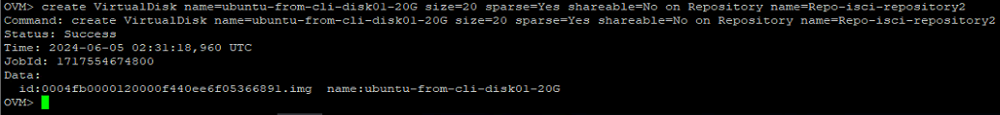 OVM> create VirtualDisk name=ubuntu-from-cli-disk01-20G size=20 sparse=Yes shareable=No on Repository name=Repo-isci-repository2
Command: create VirtualDisk name=ubuntu-from-cli-disk01-20G size=20 sparse=Yes shareable=No on Repository name=Repo-isci-repository2
Status: Success
Time: 2024-06-05 02:31:18,960 UTC
JobId: 1717554674800
Data:
  id:0004fb0000120000f440ee6f05366891.img  name:ubuntu-from-cli-disk01-20G
OVM>